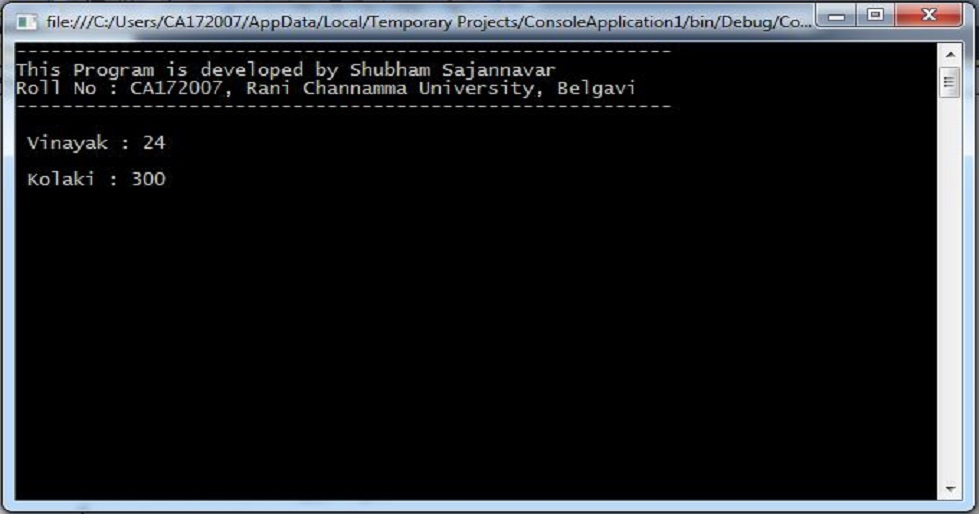 file:///C:/Users/CA172007/AppData/Local/Temporary Projects/ConsoleApplication1/bin/Debug/Co...
---------------------------------------------------------
This Program is developed by Shubham Sajannavar
Roll No : CA172007, Rani Channamma University, Belgavi
---------------------------------------------------------
Vinayak : 24
Kolaki : 300